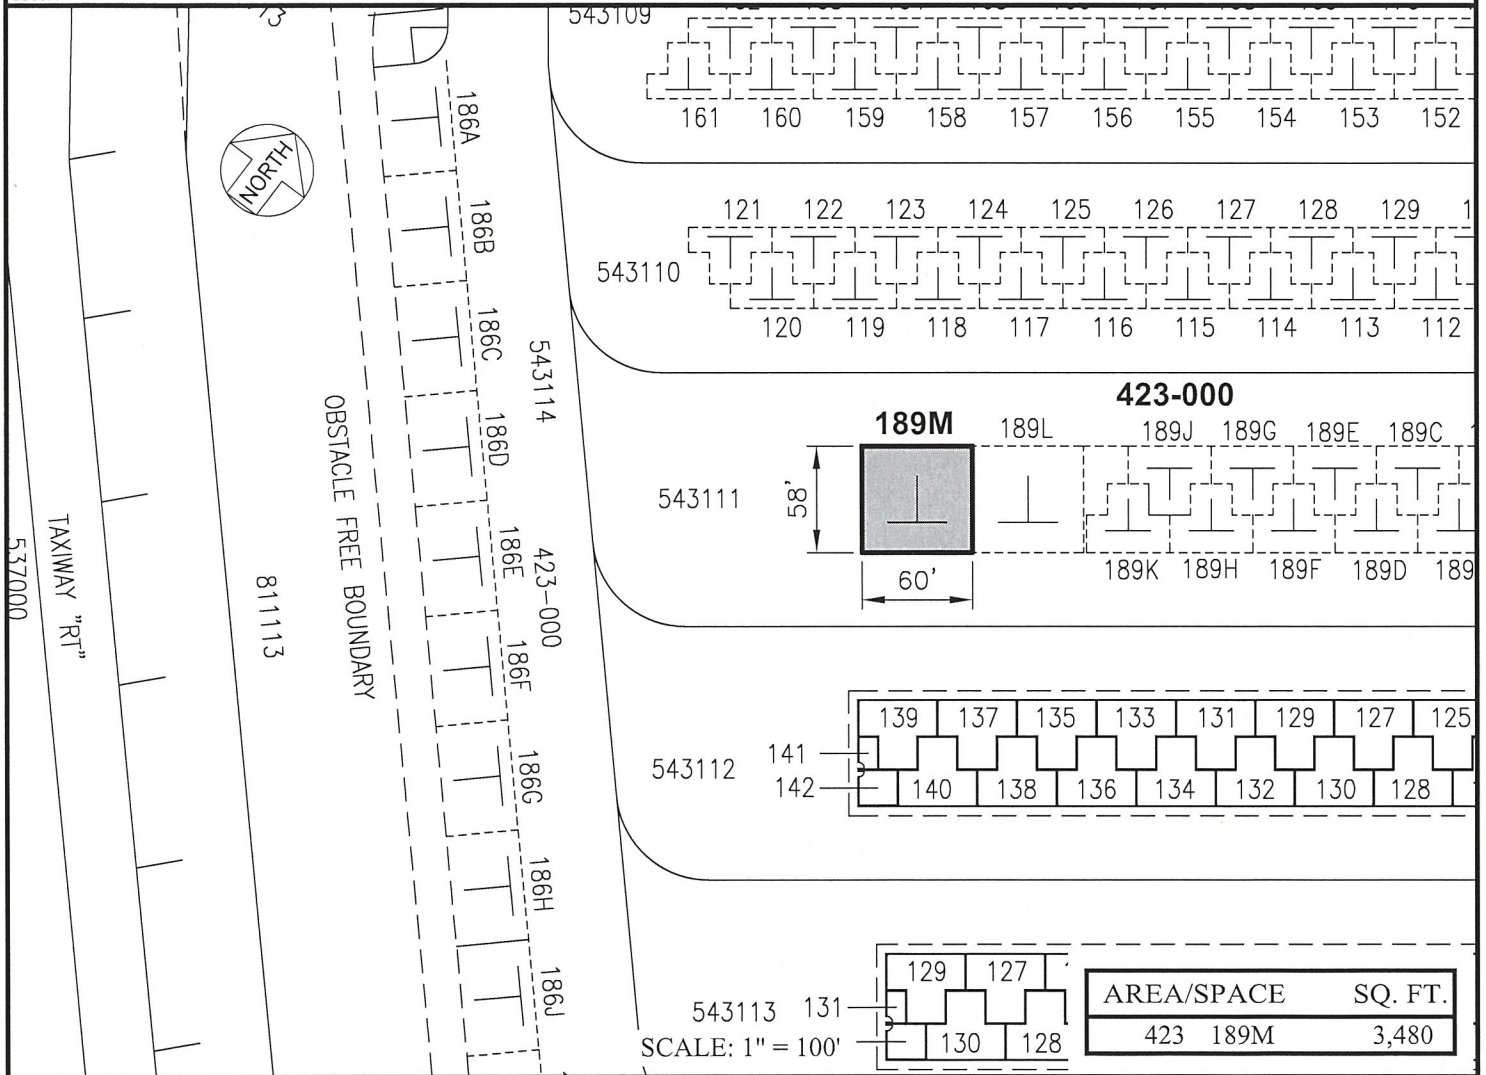 543109
161 160 159 158 157 156 155 154 153 152
186A
NORTH
121 122 123 124 125 126 127 128 129
186B
543110
120 119 118 117 116 115 114 113 112
186C
543114
423-000
189M 189L 189J 189G 189E 189C
186D
OBSTACLE FREE BOUNDARY
543111
58'
186E
423-000
60'
189K 189H 189F 189D 189
537000
TAXIWAY "RT"
811113
186F
139 137 135 133 131 129 127 125
141
543112
186G
142
140 138 136 134 132 130 128
186H
129 127
186J
543113 131
130 128
SCALE: 1" = 100'
AREA/SPACE SQ. FT.
423 189M 3,480